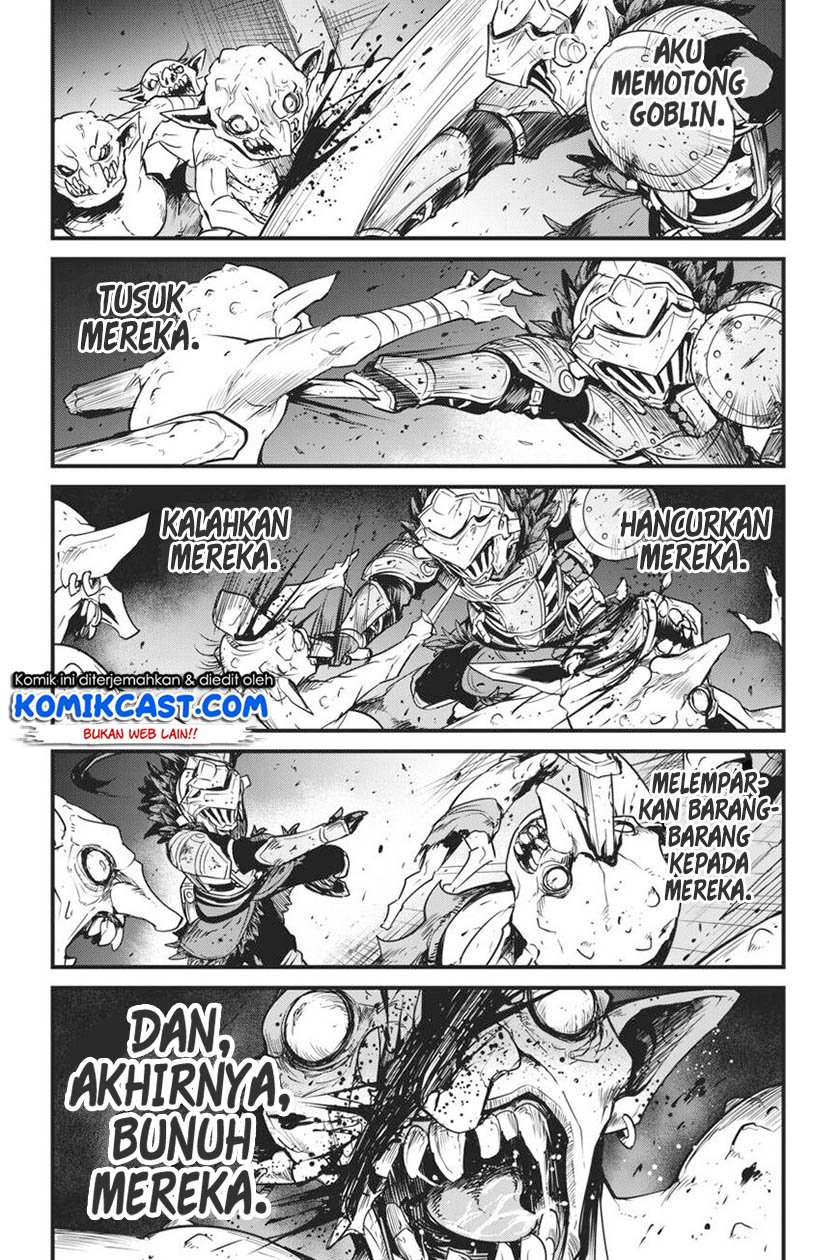 AKU
MEMOTONG
GOBLIN.
TUSUK
MEREKA.
HANCURKAN
MEREKA.
KALAHKAN
MEREKA.
Komik ini diterjemahkan & diedit oleh
KOMIKCAST.COM
BUKAN WEB LAIN!!
MELEMPAR-
KAN BARANG-
BARANG
KEPADA
MEREKA.
DAN,
AKHIRNYA,
BUNUH
MEREKA.